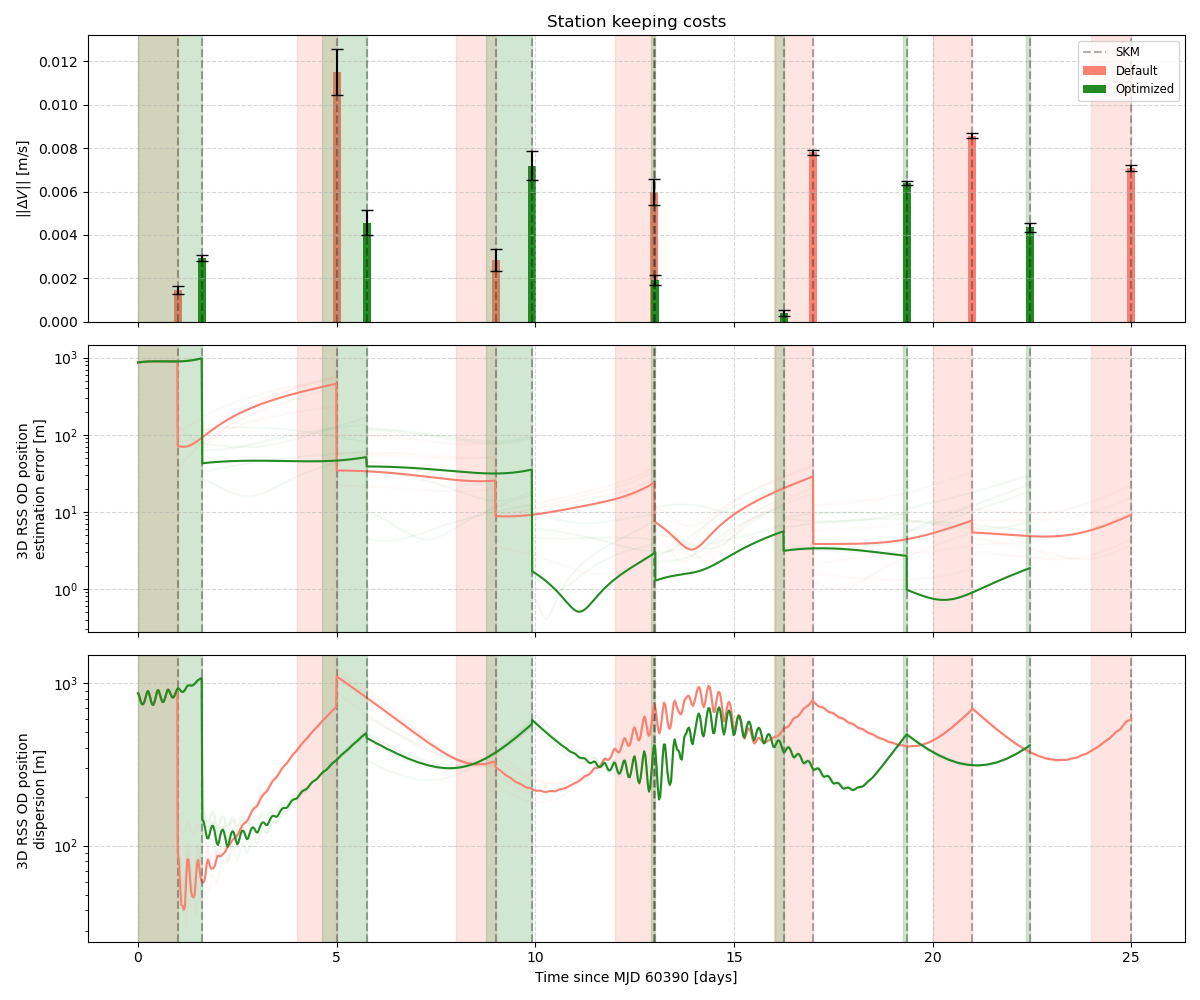 Station keeping costs
||ΔV|| [m/s]
0.012
0.010
0.008
0.006
0.004
0.002
0.000
SKM
Default
Optimized
3D RSS OD position
estimation error [m]
10³
10²
10¹
10⁰
3D RSS OD position
dispersion [m]
10³
10²
0 5 10 15 20 25
Time since MJD 60390 [days]